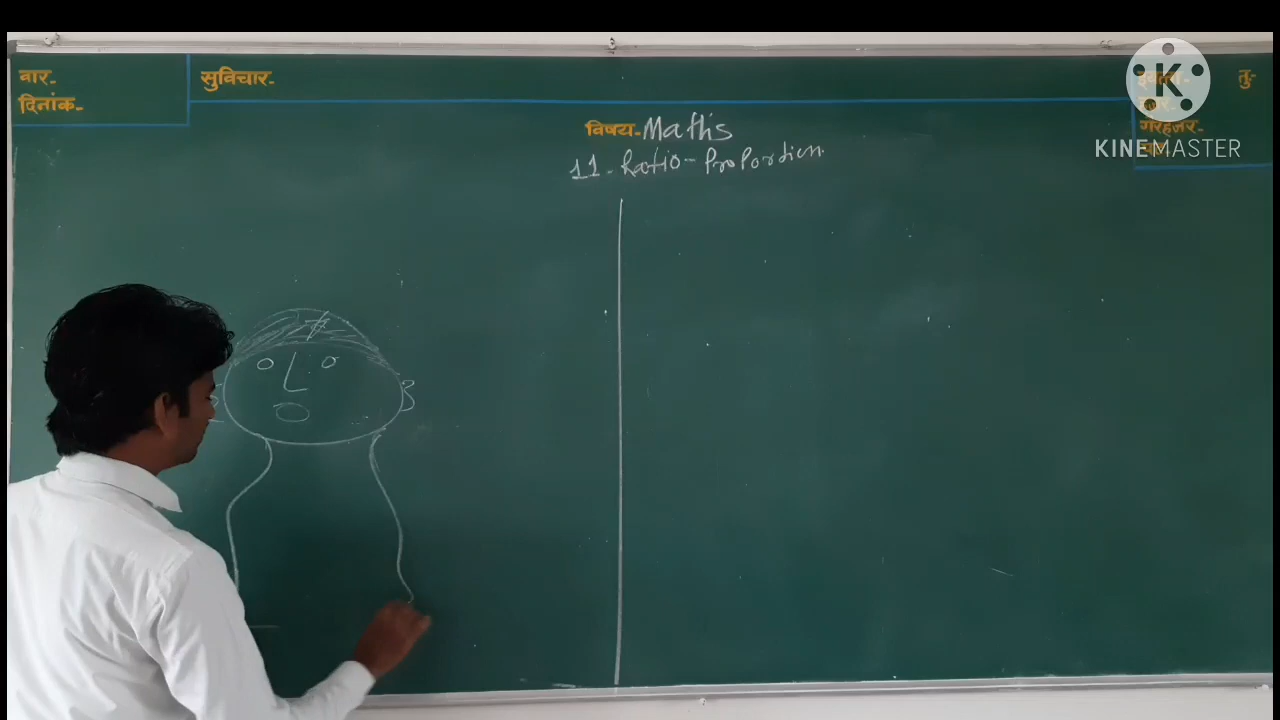 वार-
दिनांक-
सुविचार-
विषय- Maths
11. Ratio-Proportion.
तु-
गैरहजर-
KINEMASTER